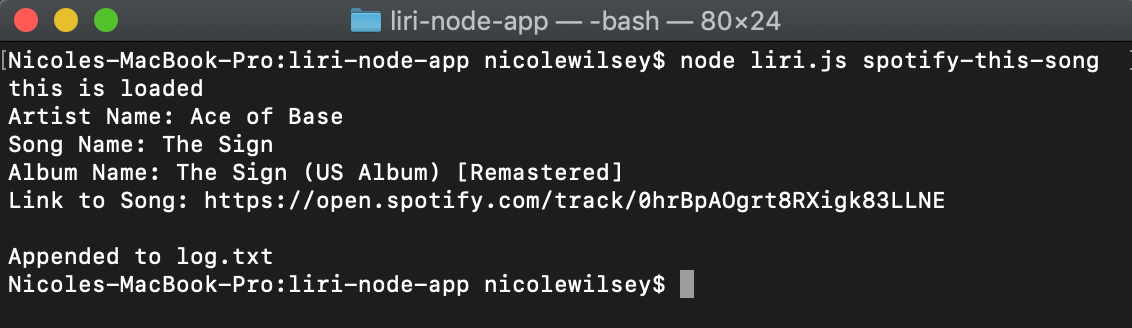 liri-node-app — -bash — 80×24
[Nicoles-MacBook-Pro:liri-node-app nicolewilsey$ node liri.js spotify-this-song ]
this is loaded
Artist Name: Ace of Base
Song Name: The Sign
Album Name: The Sign (US Album) [Remastered]
Link to Song: https://open.spotify.com/track/0hrBpAOgrt8RXigk83LLNE
Appended to log.txt
Nicoles-MacBook-Pro:liri-node-app nicolewilsey$